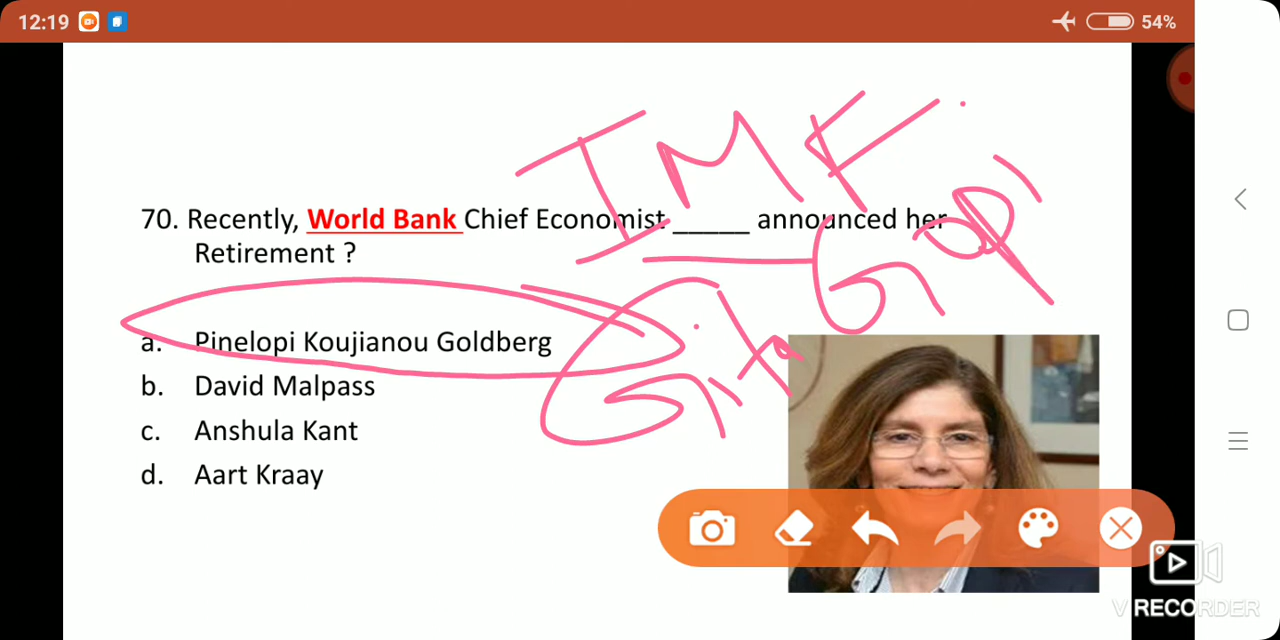 12:19
54%
IMF.
70. Recently, World Bank Chief Economist _____ announced her
Retirement ?
Gita Gopi
a. Pinelopi Koujianou Goldberg
b. David Malpass
c. Anshula Kant
d. Aart Kraay
V RECORDER